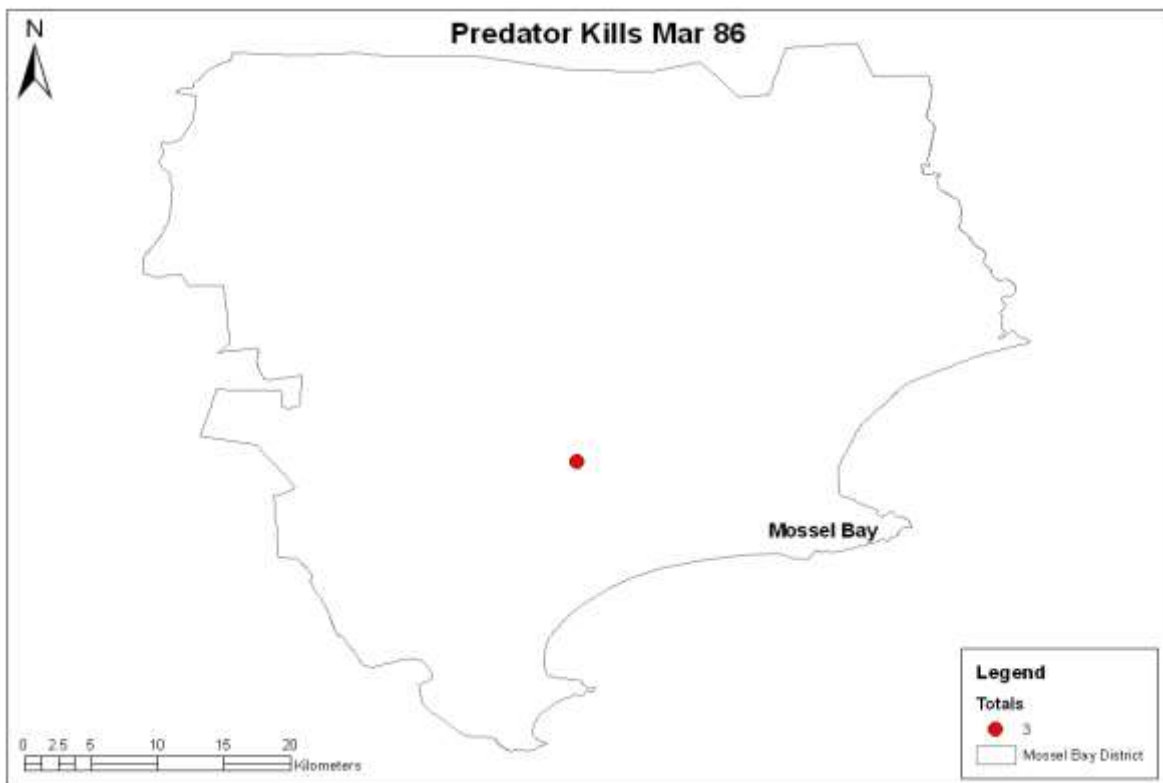 Predator Kills Mar 86
N
Mossel Bay
Legend
Totals
3
Mossel Bay District
0 2.5 5 10 15 20
Kilometers